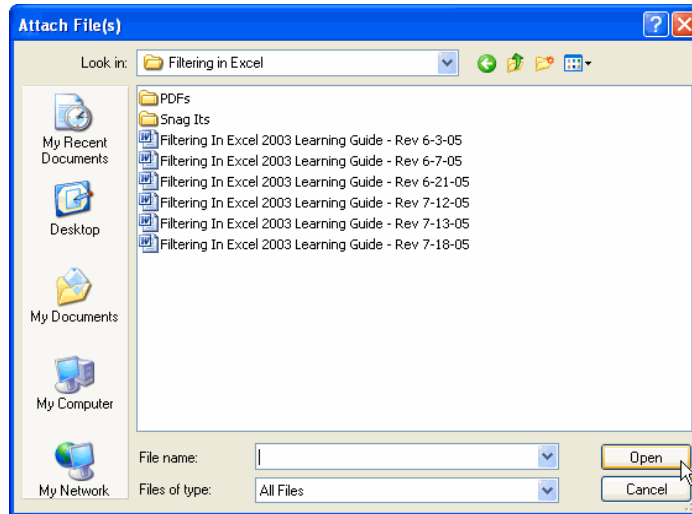 Attach File(s)
Look in: Filtering in Excel
My Recent Documents
Desktop
My Documents
My Computer
My Network
PDFs
Snag Its
Filtering In Excel 2003 Learning Guide - Rev 6-3-05
Filtering In Excel 2003 Learning Guide - Rev 6-7-05
Filtering In Excel 2003 Learning Guide - Rev 6-21-05
Filtering In Excel 2003 Learning Guide - Rev 7-12-05
Filtering In Excel 2003 Learning Guide - Rev 7-13-05
Filtering In Excel 2003 Learning Guide - Rev 7-18-05
File name:
Open
Files of type: All Files
Cancel